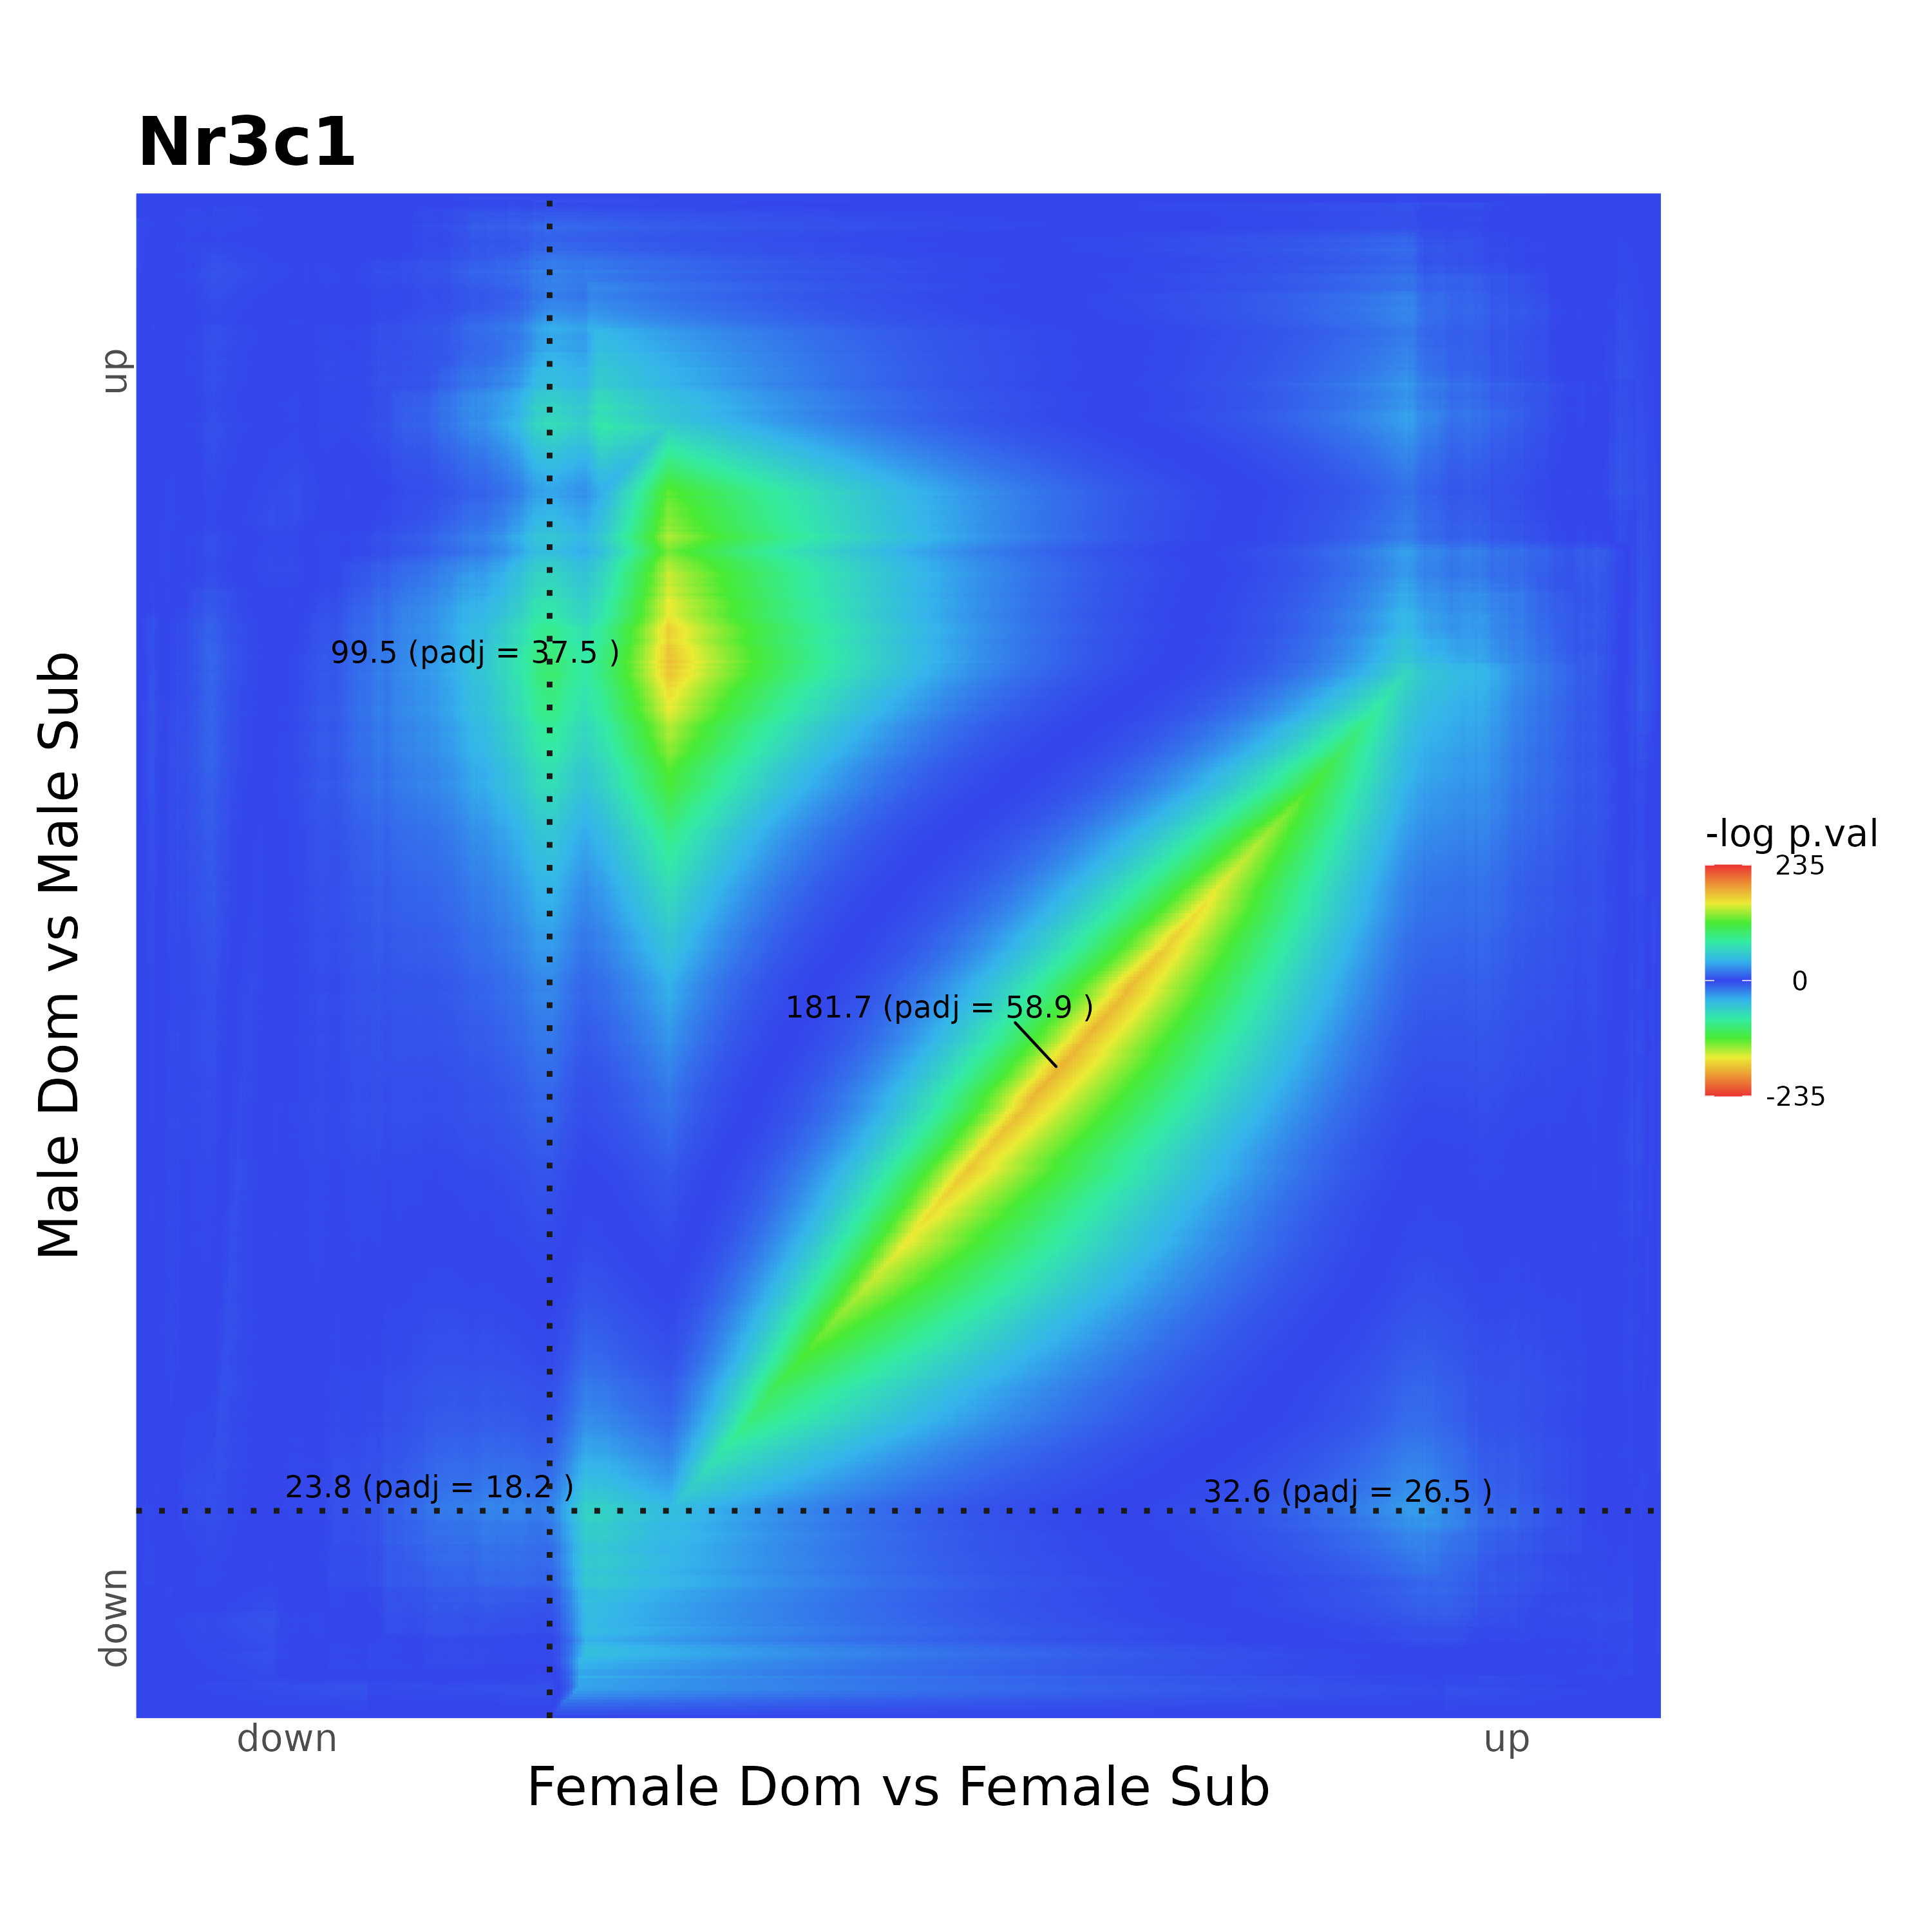 Nr3c1
up
Male Dom vs Male Sub
down
99.5 (padj = 37.5 )
181.7 (padj = 58.9 )
23.8 (padj = 18.2 )
32.6 (padj = 26.5 )
-log p.val
235
0
-235
down
up
Female Dom vs Female Sub